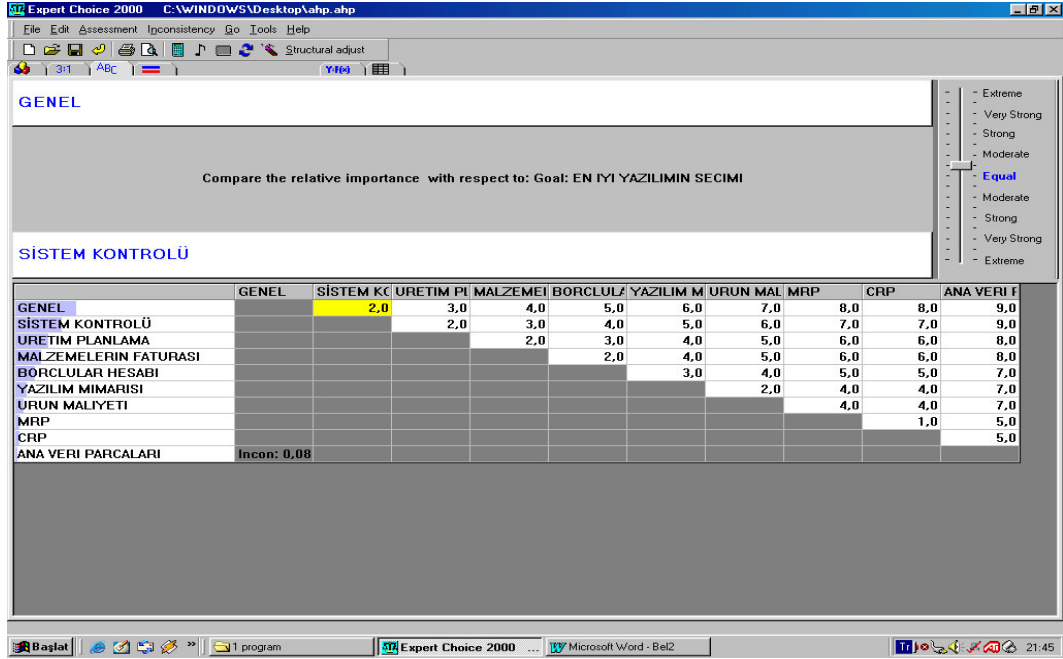 Expert Choice 2000 C:\WINDOWS\Desktop\ahp.ahp
File Edit Assessment Inconsistency Go Tools Help
Structural adjust
3:1 ABC Y=f(x)
GENEL
Extreme
Very Strong
Strong
Moderate
Compare the relative importance with respect to: Goal: EN IYI YAZILIMIN SECIMI
Equal
Moderate
Strong
Very Strong
SİSTEM KONTROLÜ
Extreme
GENEL SİSTEM K( URETIM PL MALZEMEI BORCLUL YAZILIM M URUN MAL MRP CRP ANA VERI F
GENEL 2,0 3,0 4,0 5,0 6,0 7,0 8,0 8,0 9,0
SİSTEM KONTROLÜ 2,0 3,0 4,0 5,0 6,0 7,0 7,0 9,0
URETIM PLANLAMA 2,0 3,0 4,0 5,0 6,0 6,0 8,0
MALZEMELERIN FATURASI 2,0 4,0 5,0 6,0 6,0 8,0
BORCLULAR HESABI 3,0 4,0 5,0 5,0 7,0
YAZILIM MIMARISI 2,0 4,0 4,0 7,0
URUN MALIYETI 4,0 4,0 7,0
MRP 1,0 5,0
CRP 5,0
ANA VERI PARCALARI Incon: 0,08
Başlat » 1 program Expert Choice 2000 ... Microsoft Word - Bel2 Tr 21:45